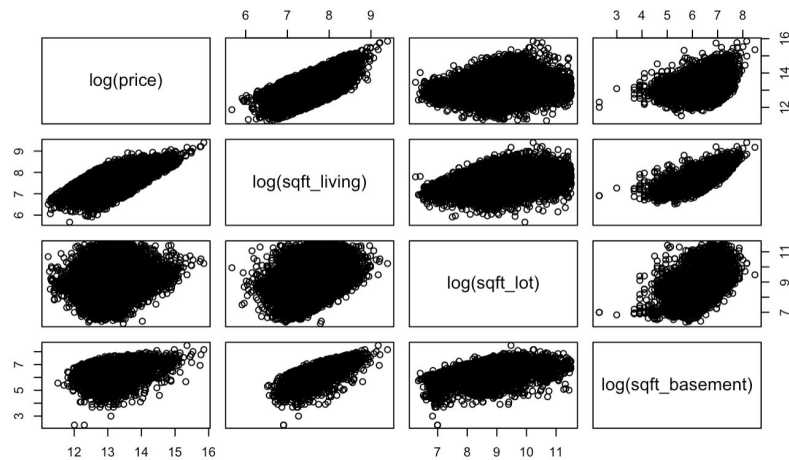 6 7 8 9
3 4 5 6 7 8
log(price)
12 14 16
6 7 8 9
log(sqft_living)
log(sqft_lot)
7 9 11
3 5 7
log(sqft_basement)
12 13 14 15 16
7 8 9 10 11